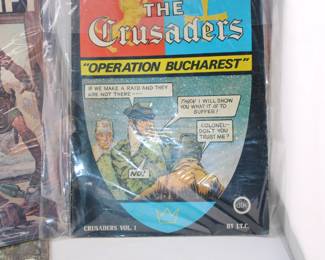 THE
Crusaders
"OPERATION BUCHAREST"
IF WE MAKE A RAID AND THEY
ARE NOT THERE---
THEN I WILL SHOW
YOU WHAT IT IS TO
SUFFER!
COLONEL--
DON'T YOU
TRUST ME?
NO!
CRUSADERS VOL. 1
BY J.T.C.